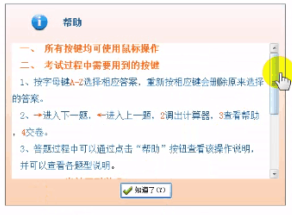 帮助
一、 所有按键均可使用鼠标操作
二、 考试过程中需要用到的按键
1、按字母键A-Z选择相应答案，重新按相应键会删除原来选择
的答案。
2、→进入下一题，←进入上一题，2调出计算器，3查看帮助
，4交卷。
3、答题过程中可以通过点击“帮助”按钮查看该操作说明，
并可以查看各题型说明。
知道了(Y)